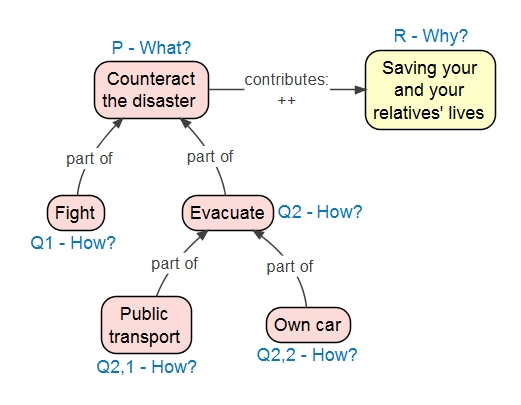 P - What?
R - Why?
Counteract
the disaster
contributes:
++
Saving your
and your
relatives' lives
part of
part of
Fight
Q1 - How?
Evacuate
Q2 - How?
part of
part of
Public
transport
Q2,1 - How?
Own car
Q2,2 - How?